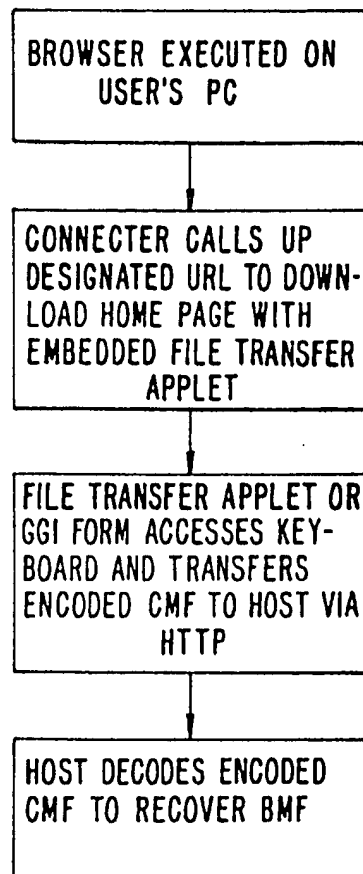 BROWSER EXECUTED ON
USER'S PC
CONNECTER CALLS UP
DESIGNATED URL TO DOWN-
LOAD HOME PAGE WITH
EMBEDDED FILE TRANSFER
APPLET
FILE TRANSFER APPLET OR
GGI FORM ACCESSES KEY-
BOARD AND TRANSFERS
ENCODED CMF TO HOST VIA
HTTP
HOST DECODES ENCODED
CMF TO RECOVER BMF